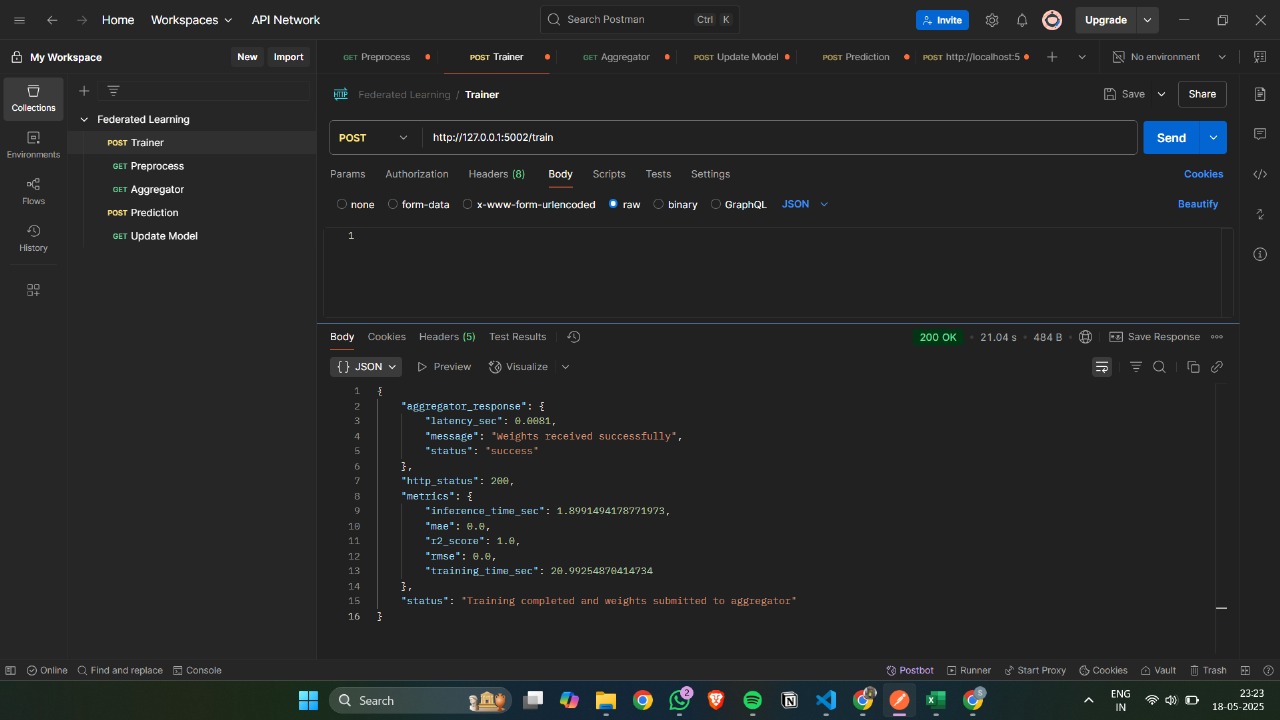 Home Workspaces API Network Search Postman Ctrl K Invite Upgrade
My Workspace New Import GET Preprocess POST Trainer GET Aggregator POST Update Model POST Prediction POST http://localhost:5 No environment
Collections
Environments
Flows
History
Federated Learning
POST Trainer
GET Preprocess
GET Aggregator
POST Prediction
GET Update Model
HTTP Federated Learning / Trainer Save Share
POST http://127.0.0.1:5002/train Send
Params Authorization Headers (8) Body Scripts Tests Settings Cookies
none form-data x-www-form-urlencoded raw binary GraphQL JSON Beautify
1
Body Cookies Headers (5) Test Results 200 OK 21.04 s 484 B Save Response
{} JSON Preview Visualize
1 {
2 "aggregator_response": {
3 "latency_sec": 0.0081,
4 "message": "Weights received successfully",
5 "status": "success"
6 },
7 "http_status": 200,
8 "metrics": {
9 "inference_time_sec": 1.8991494178771973,
10 "mae": 0.0,
11 "r2_score": 1.0,
12 "rmse": 0.0,
13 "training_time_sec": 20.99254870414734
14 },
15 "status": "Training completed and weights submitted to aggregator"
16 }
Online Find and replace Console Postbot Runner Start Proxy Cookies Vault Trash
Search 2 ENG 23:23
IN 18-05-2025